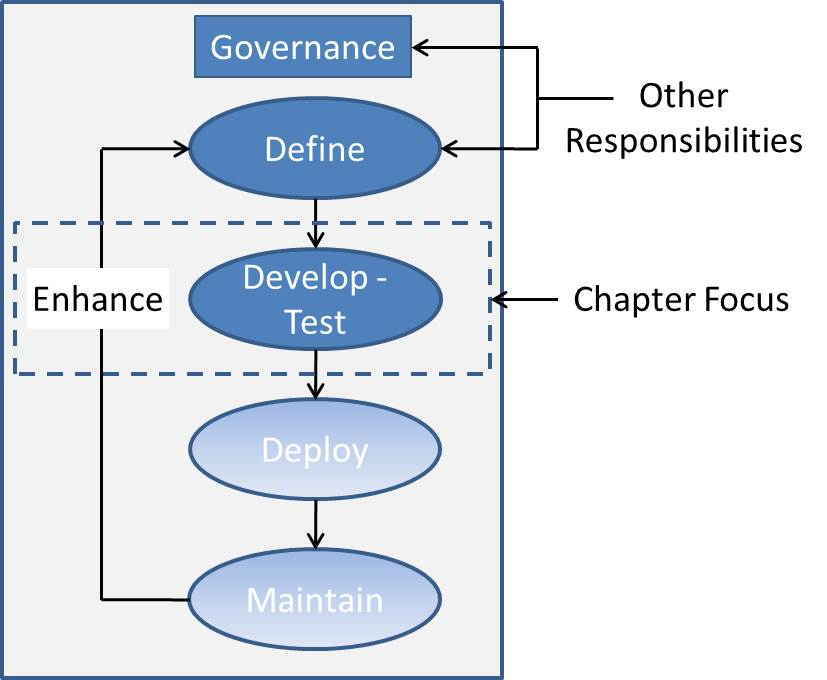 Governance
Other
Responsibilities
Define
Develop -
Test
Enhance
Chapter Focus
Deploy
Maintain